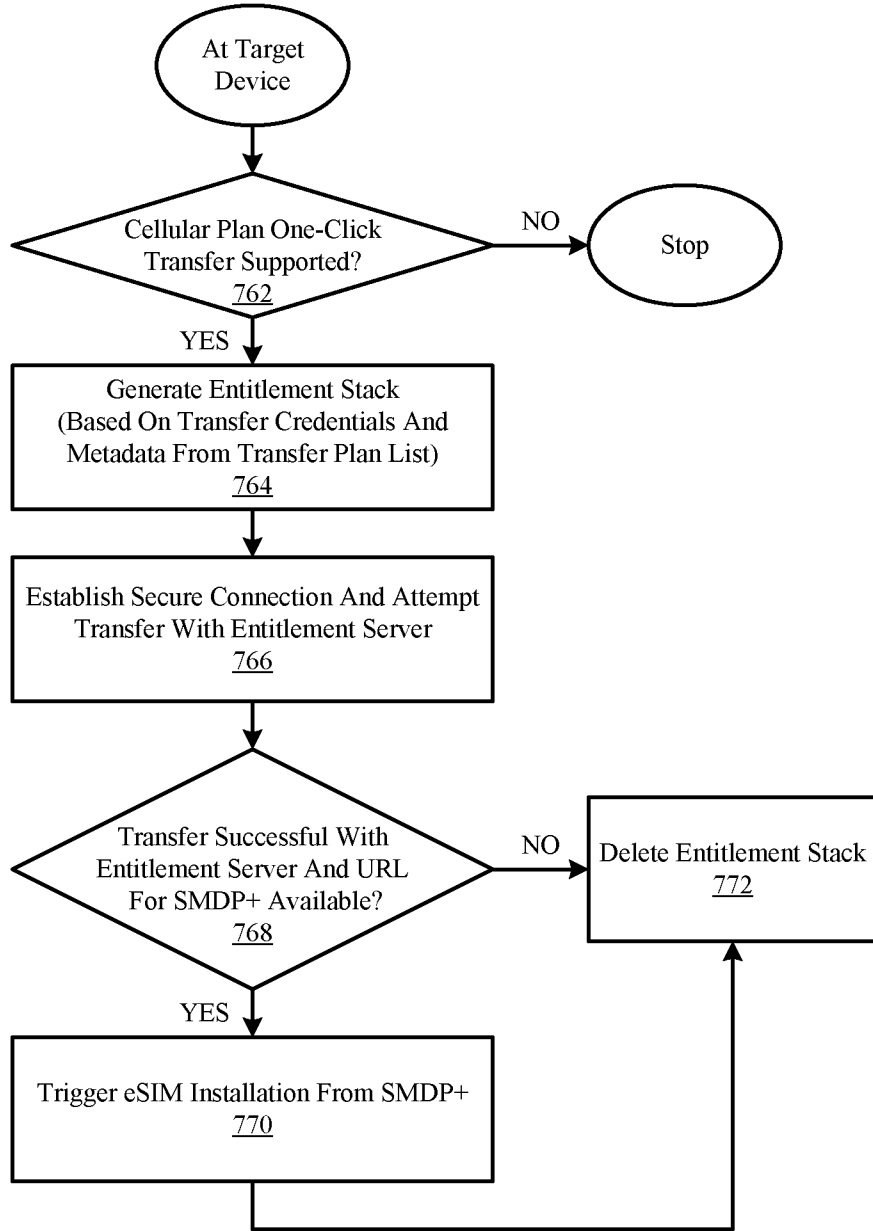 At Target
Device
Cellular Plan One-Click
Transfer Supported?
762
NO
Stop
YES
Generate Entitlement Stack
(Based On Transfer Credentials And
Metadata From Transfer Plan List)
764
Establish Secure Connection And Attempt
Transfer With Entitlement Server
766
Transfer Successful With
Entitlement Server And URL
For SMDP+ Available?
768
NO
Delete Entitlement Stack
772
YES
Trigger eSIM Installation From SMDP+
770